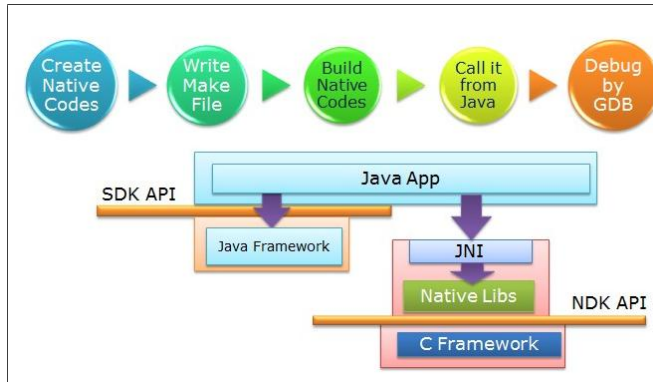 Create
Native
Codes
Write
Make
File
Build
Native
Codes
Call it
from
Java
Debug
by
GDB
Java App
SDK API
Java Framework
JNI
Native Libs
NDK API
C Framework